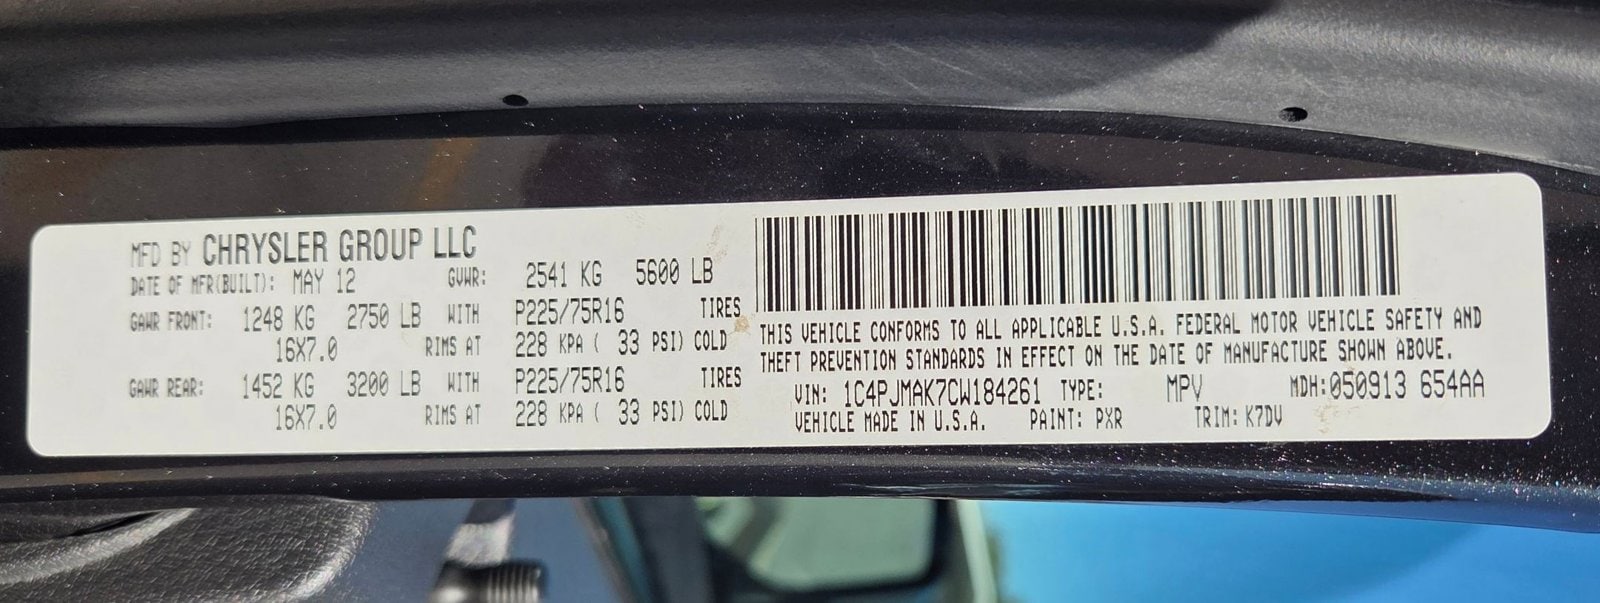 MFD BY CHRYSLER GROUP LLC
DATE OF MFR(BUILT): MAY 12 GVWR: 2541 KG 5600 LB
GAWR FRONT: 1248 KG 2750 LB WITH P225/75R16 TIRES
16X7.0 RIMS AT 228 KPA ( 33 PSI) COLD
GAWR REAR: 1452 KG 3200 LB WITH P225/75R16 TIRES
16X7.0 RIMS AT 228 KPA ( 33 PSI) COLD
THIS VEHICLE CONFORMS TO ALL APPLICABLE U.S.A. FEDERAL MOTOR VEHICLE SAFETY AND
THEFT PREVENTION STANDARDS IN EFFECT ON THE DATE OF MANUFACTURE SHOWN ABOVE.
VIN: 1C4PJMAK7CW184261 TYPE: MPV MDH:050913 654AA
VEHICLE MADE IN U.S.A. PAINT: PXR TRIM: K7DV